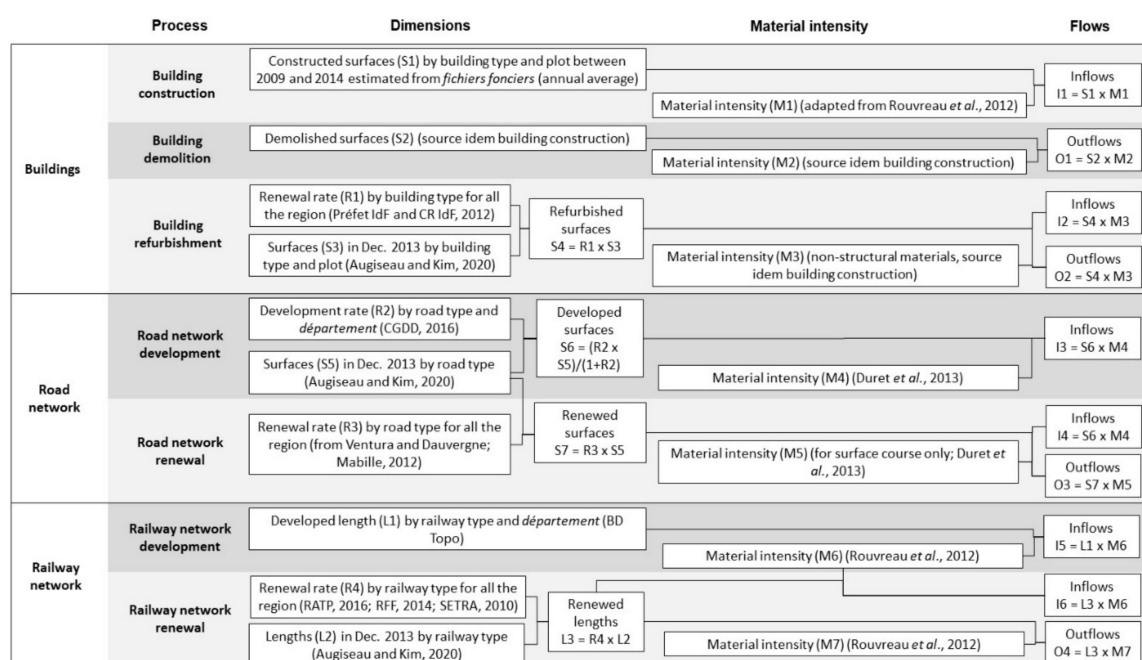 Process
Dimensions
Material intensity
Flows
Buildings
Building
construction
Constructed surfaces (S1) by building type and plot between
2009 and 2014 estimated from fichiers fonciers (annual average)
Material intensity (M1) (adapted from Rouvreau et al., 2012)
Inflows
I1 = S1 x M1
Building
demolition
Demolished surfaces (S2) (source idem building construction)
Material intensity (M2) (source idem building construction)
Outflows
O1 = S2 x M2
Building
refurbishment
Renewal rate (R1) by building type for all
the region (Préfet IdF and CR IdF, 2012)
Surfaces (S3) in Dec. 2013 by building
type and plot (Augiseau and Kim, 2020)
Refurbished
surfaces
S4 = R1 x S3
Material intensity (M3) (non-structural materials, source
idem building construction)
Inflows
I2 = S4 x M3
Outflows
O2 = S4 x M3
Road
network
Road network
development
Development rate (R2) by road type and
département (CGDD, 2016)
Surfaces (S5) in Dec. 2013 by road type
(Augiseau and Kim, 2020)
Developed
surfaces
S6 = (R2 x
S5)/(1+R2)
Material intensity (M4) (Duret et al., 2013)
Inflows
I3 = S6 x M4
Road network
renewal
Renewal rate (R3) by road type for all the
region (from Ventura and Dauvergne;
Mabille, 2012)
Renewed
surfaces
S7 = R3 x S5
Material intensity (M5) (for surface course only; Duret et
al., 2013)
Inflows
I4 = S6 x M4
Outflows
O3 = S7 x M5
Railway
network
Railway network
development
Developed length (L1) by railway type and département (BD
Topo)
Material intensity (M6) (Rouvreau et al., 2012)
Inflows
I5 = L1 x M6
Railway network
renewal
Renewal rate (R4) by railway type for all the
region (RATP, 2016; RFF, 2014; SETRA, 2010)
Lengths (L2) in Dec. 2013 by railway type
(Augiseau and Kim, 2020)
Renewed
lengths
L3 = R4 x L2
Material intensity (M7) (Rouvreau et al., 2012)
Inflows
I6 = L3 x M6
Outflows
O4 = L3 x M7